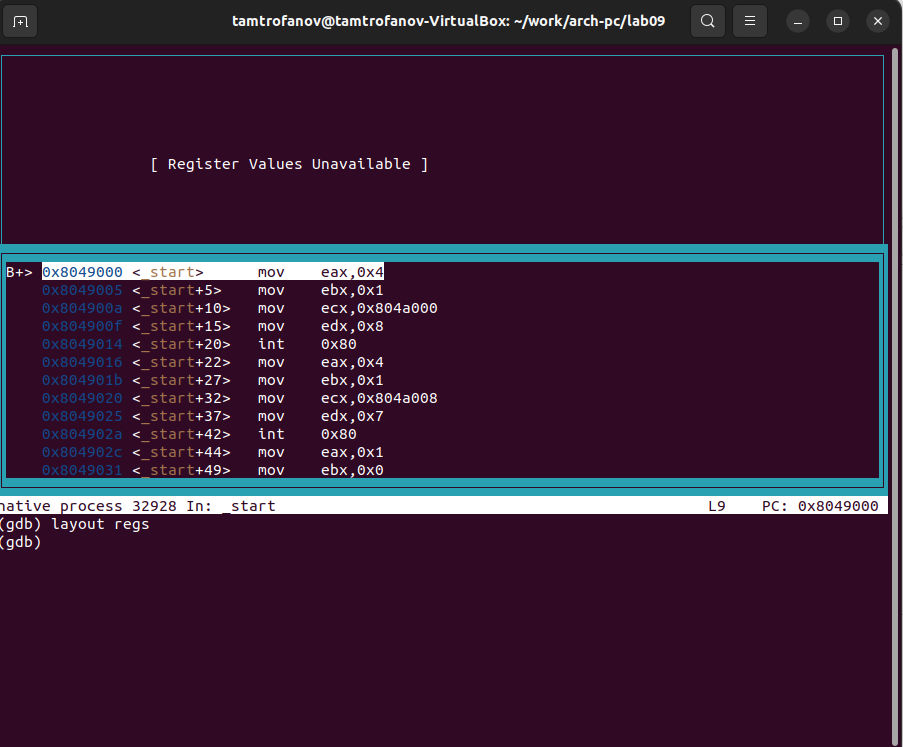 tamtrofanov@tamtrofanov-VirtualBox: ~/work/arch-pc/lab09
[ Register Values Unavailable ]
B+> 0x8049000 <_start> mov eax,0x4
0x8049005 <_start+5> mov ebx,0x1
0x804900a <_start+10> mov ecx,0x804a000
0x804900f <_start+15> mov edx,0x8
0x8049014 <_start+20> int 0x80
0x8049016 <_start+22> mov eax,0x4
0x804901b <_start+27> mov ebx,0x1
0x8049020 <_start+32> mov ecx,0x804a008
0x8049025 <_start+37> mov edx,0x7
0x804902a <_start+42> int 0x80
0x804902c <_start+44> mov eax,0x1
0x8049031 <_start+49> mov ebx,0x0
native process 32928 In: _start L9 PC: 0x8049000
(gdb) layout regs
(gdb)